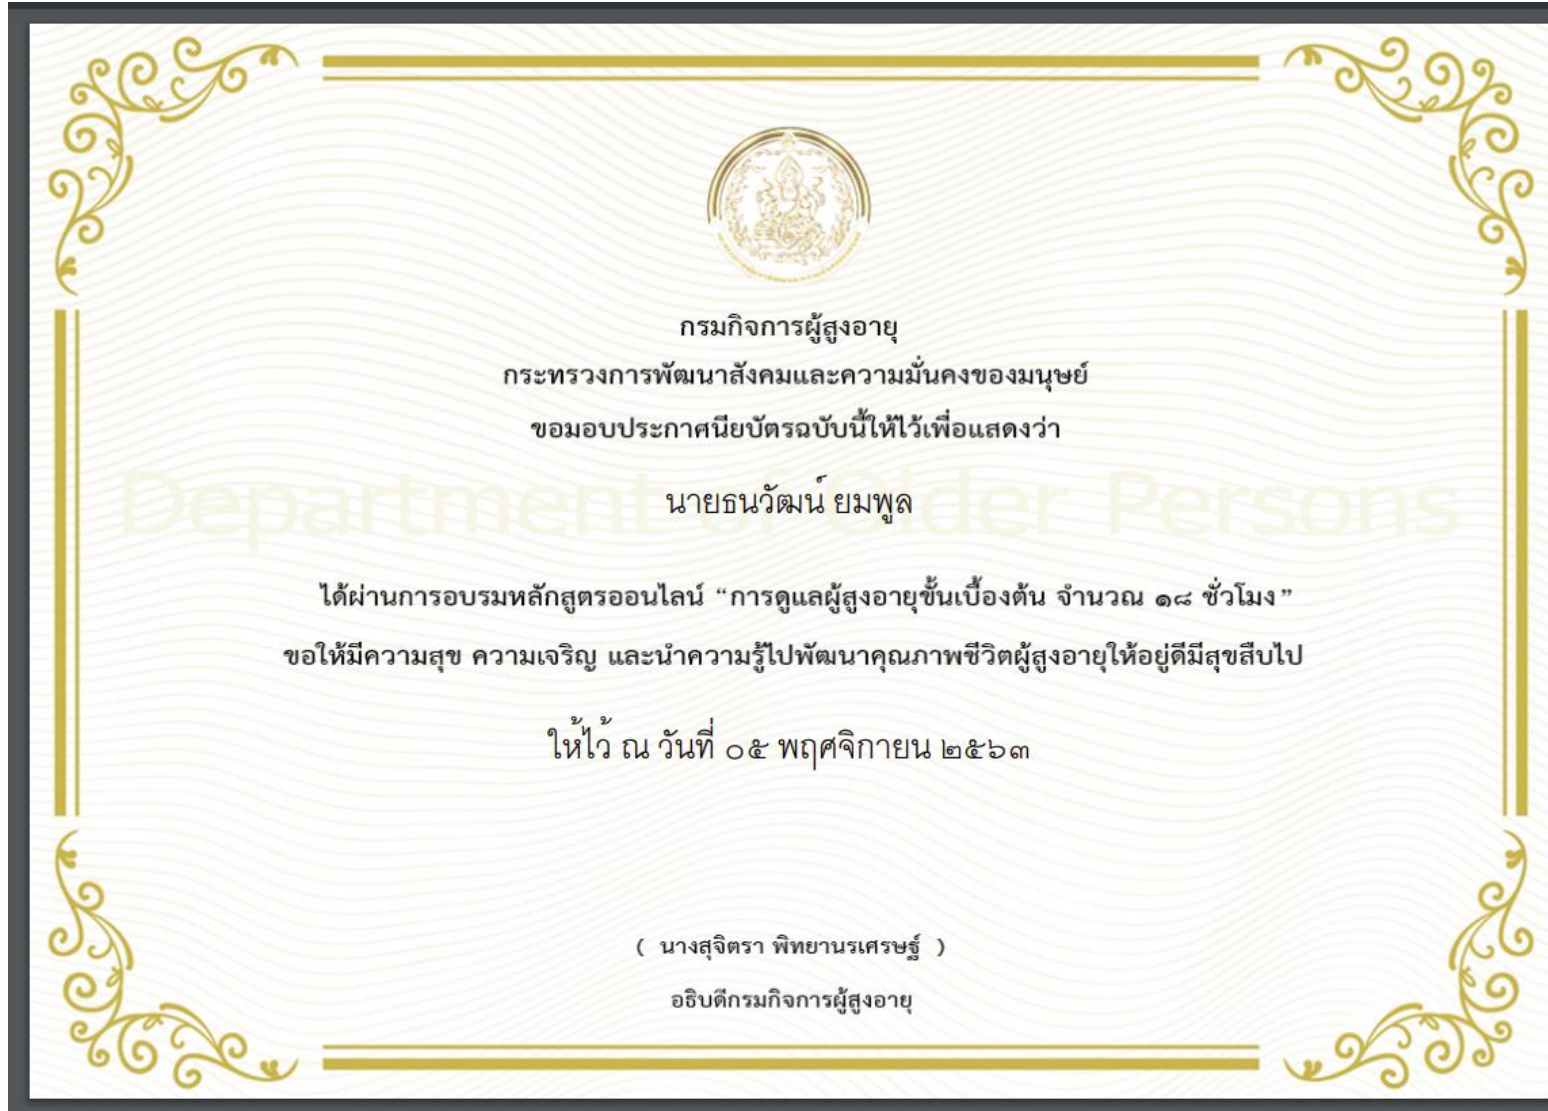 กรมกิจการผู้สูงอายุ
กระทรวงการพัฒนาสังคมและความมั่นคงของมนุษย์
ขอมอบประกาศนียบัตรฉบับนี้ให้ไว้เพื่อแสดงว่า
Department of Older Persons
นายธนวัฒน์ ยมพูล
ได้ผ่านการอบรมหลักสูตรออนไลน์ “การดูแลผู้สูงอายุขั้นเบื้องต้น จำนวณ ๑๘ ชั่วโมง”
ขอให้มีความสุข ความเจริญ และนำความรู้ไปพัฒนาคุณภาพชีวิตผู้สูงอายุให้อยู่ดีมีสุขสืบไป
ให้ไว้ ณ วันที่ ๐๕ พฤศจิกายน ๒๕๖๓
( นางสุจิตรา พิทยานรเศรษฐ์ )
อธิบดีกรมกิจการผู้สูงอายุ